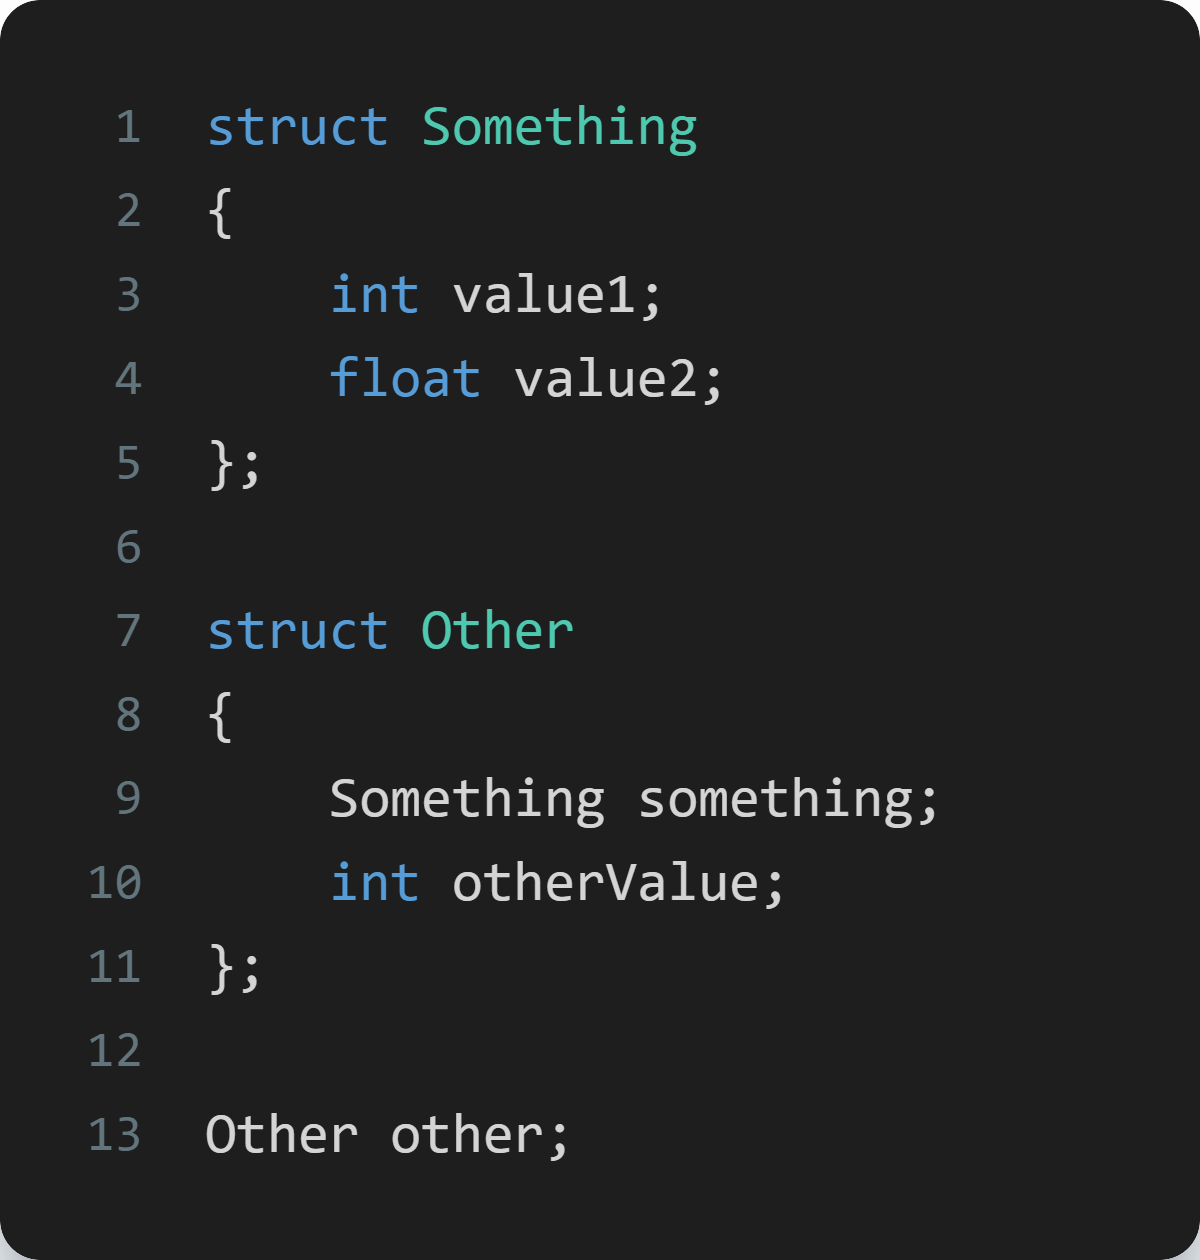 1 struct Something
2 {
3     int value1;
4     float value2;
5 };
6
7 struct Other
8 {
9     Something something;
10     int otherValue;
11 };
12
13 Other other;